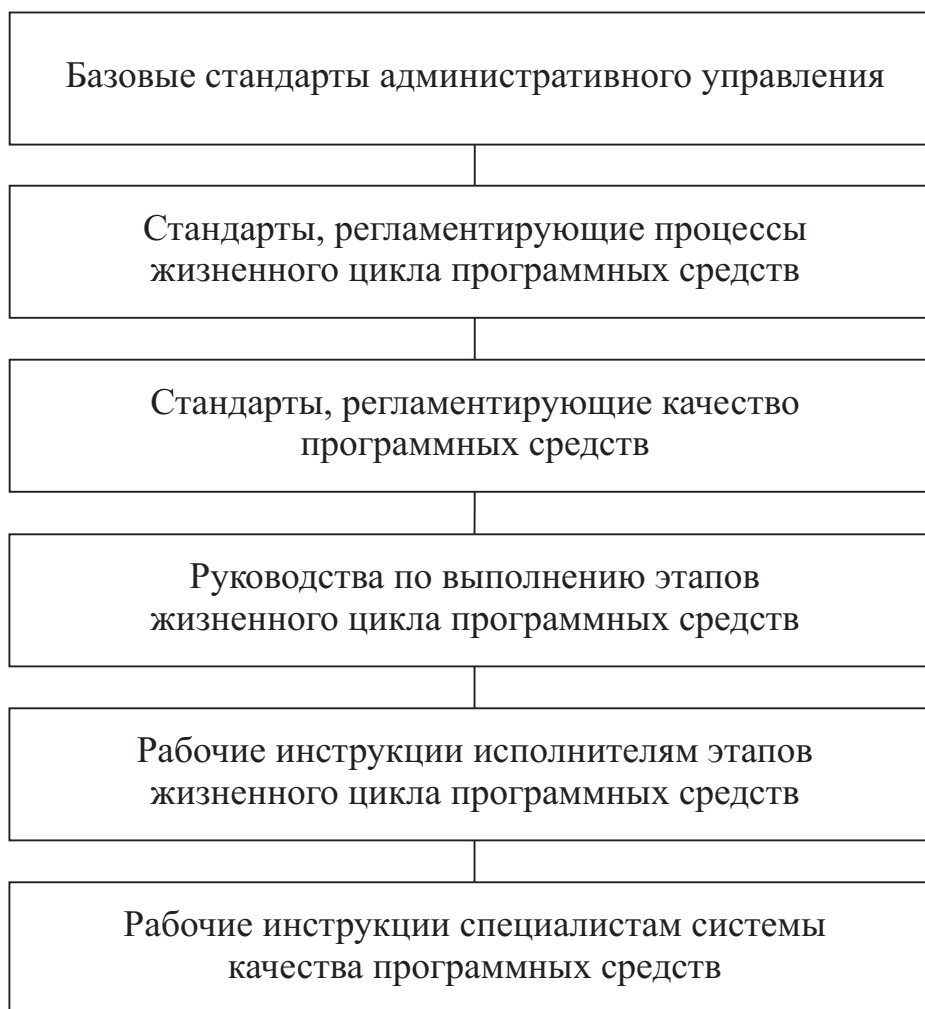 Базовые стандарты административного управления
Стандарты, регламентирующие процессы
жизненного цикла программных средств
Стандарты, регламентирующие качество
программных средств
Руководства по выполнению этапов
жизненного цикла программных средств
Рабочие инструкции исполнителям этапов
жизненного цикла программных средств
Рабочие инструкции специалистам системы
качества программных средств